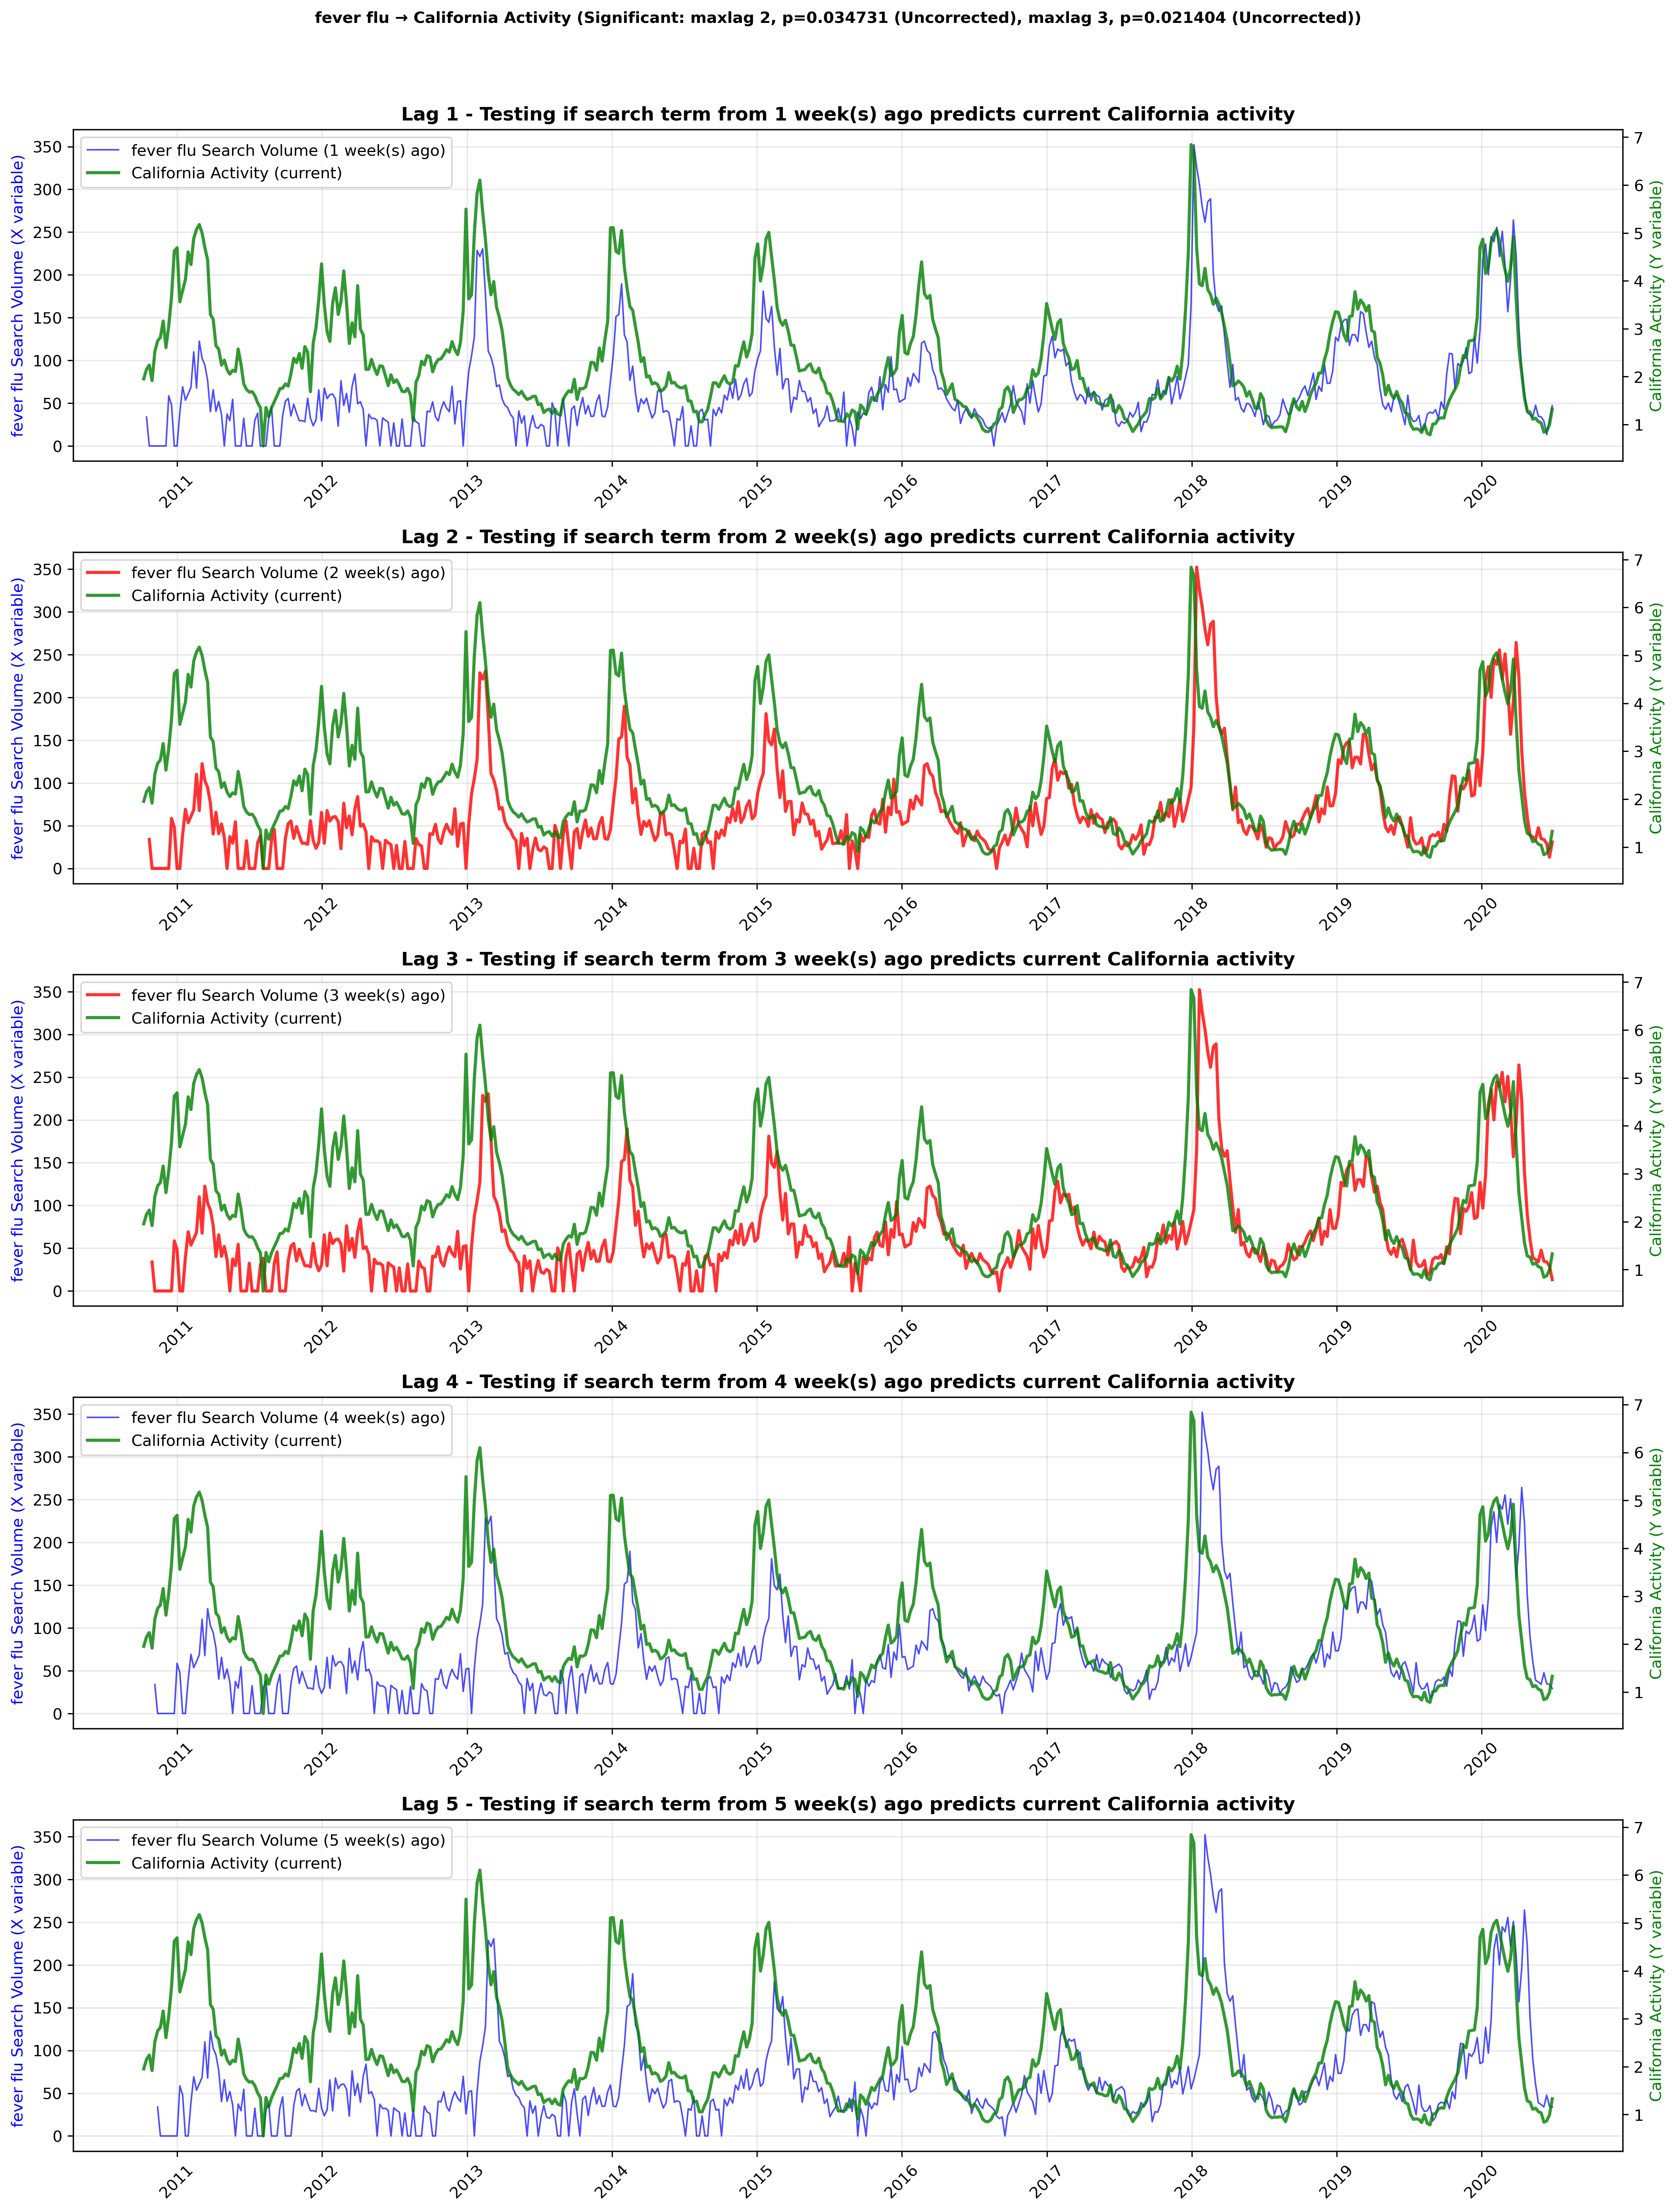 fever flu → California Activity (Significant: maxlag 2, p=0.034731 (Uncorrected), maxlag 3, p=0.021404 (Uncorrected))
Lag 1 - Testing if search term from 1 week(s) ago predicts current California activity
fever flu Search Volume (1 week(s) ago)
California Activity (current)
fever flu Search Volume (X variable)
350
300
250
200
150
100
50
0
7
6
5
4
3
2
1
California Activity (Y variable)
2011 2012 2013 2014 2015 2016 2017 2018 2019 2020
Lag 2 - Testing if search term from 2 week(s) ago predicts current California activity
fever flu Search Volume (2 week(s) ago)
California Activity (current)
fever flu Search Volume (X variable)
350
300
250
200
150
100
50
0
7
6
5
4
3
2
1
California Activity (Y variable)
2011 2012 2013 2014 2015 2016 2017 2018 2019 2020
Lag 3 - Testing if search term from 3 week(s) ago predicts current California activity
fever flu Search Volume (3 week(s) ago)
California Activity (current)
fever flu Search Volume (X variable)
350
300
250
200
150
100
50
0
7
6
5
4
3
2
1
California Activity (Y variable)
2011 2012 2013 2014 2015 2016 2017 2018 2019 2020
Lag 4 - Testing if search term from 4 week(s) ago predicts current California activity
fever flu Search Volume (4 week(s) ago)
California Activity (current)
fever flu Search Volume (X variable)
350
300
250
200
150
100
50
0
7
6
5
4
3
2
1
California Activity (Y variable)
2011 2012 2013 2014 2015 2016 2017 2018 2019 2020
Lag 5 - Testing if search term from 5 week(s) ago predicts current California activity
fever flu Search Volume (5 week(s) ago)
California Activity (current)
fever flu Search Volume (X variable)
350
300
250
200
150
100
50
0
7
6
5
4
3
2
1
California Activity (Y variable)
2011 2012 2013 2014 2015 2016 2017 2018 2019 2020